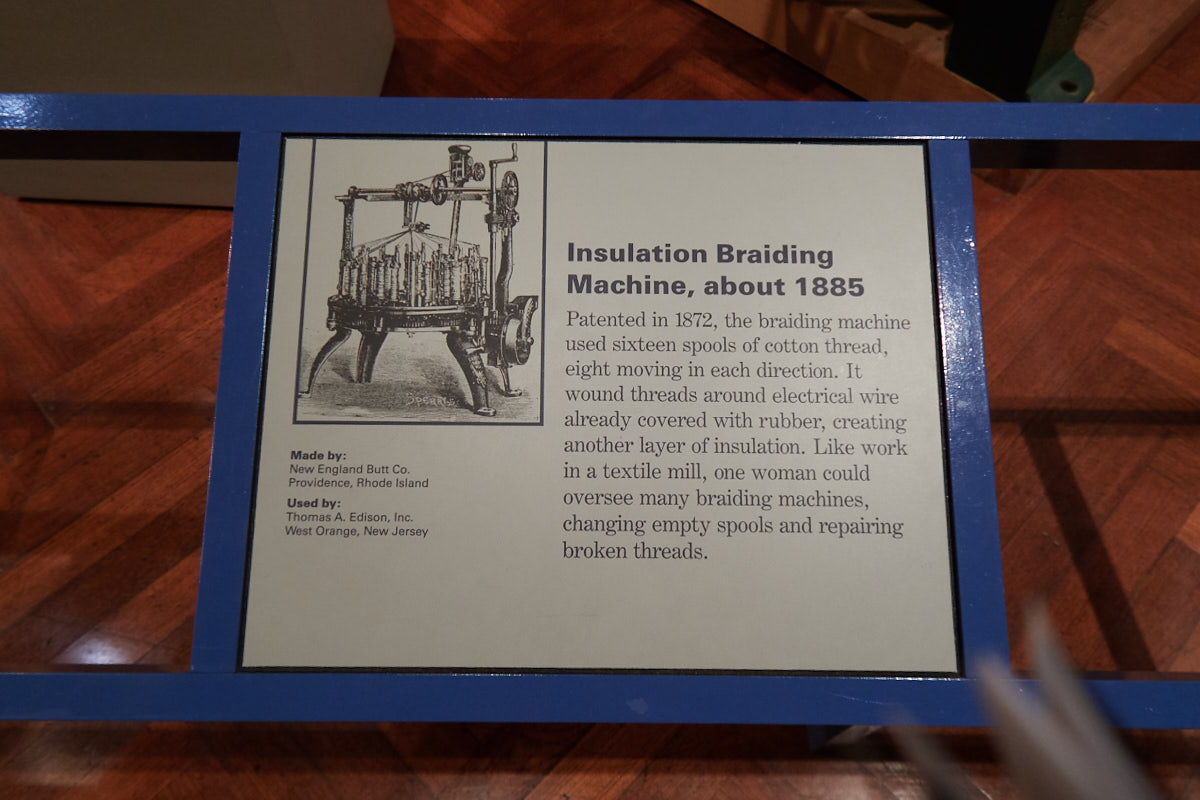 Insulation Braiding
Machine, about 1885
Patented in 1872, the braiding machine
used sixteen spools of cotton thread,
eight moving in each direction. It
wound threads around electrical wire
already covered with rubber, creating
another layer of insulation. Like work
in a textile mill, one woman could
oversee many braiding machines,
changing empty spools and repairing
broken threads.
Made by:
New England Butt Co.
Providence, Rhode Island
Used by:
Thomas A. Edison, Inc.
West Orange, New Jersey